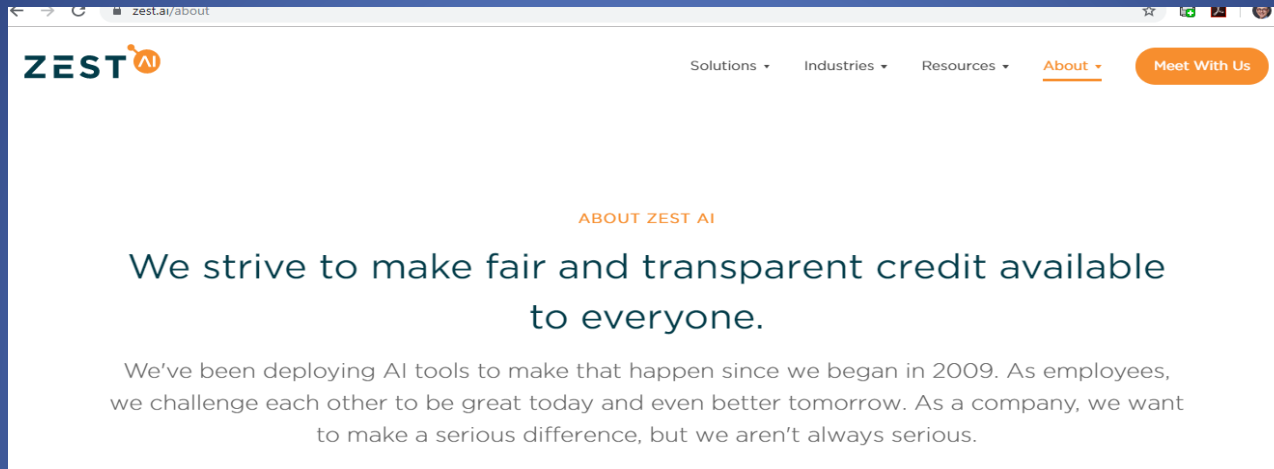 zest.ai/about
ZEST AI
Solutions Industries Resources About Meet With Us
ABOUT ZEST AI
We strive to make fair and transparent credit available
to everyone.
We've been deploying AI tools to make that happen since we began in 2009. As employees,
we challenge each other to be great today and even better tomorrow. As a company, we want
to make a serious difference, but we aren't always serious.